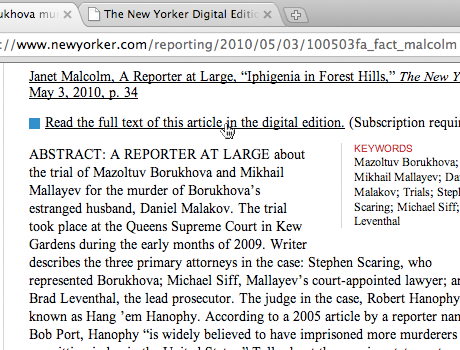 ukhova mu
The New Yorker Digital Editi
://www.newyorker.com/reporting/2010/05/03/100503fa_fact_malcolm
Janet Malcolm, A Reporter at Large, “Iphigenia in Forest Hills,” The New Y
May 3, 2010, p. 34
Read the full text of this article in the digital edition. (Subscription requi
ABSTRACT: A REPORTER AT LARGE about
the trial of Mazoltuv Borukhova and Mikhail
Mallayev for the murder of Borukhova’s
estranged husband, Daniel Malakov. The trial
took place at the Queens Supreme Court in Kew
Gardens during the early months of 2009. Writer
describes the three primary attorneys in the case: Stephen Scaring, who
represented Borukhova; Michael Siff, Mallayev’s court-appointed lawyer; a
Brad Leventhal, the lead prosecutor. The judge in the case, Robert Hanophy
known as Hang ’em Hanophy. According to a 2005 article by a reporter na
Bob Port, Hanophy “is widely believed to have imprisoned more murderers
KEYWORDS
Mazoltuv Borukhova;
Mikhail Mallayev; Da
Malakov; Trials; Step
Scaring; Michael Siff;
Leventhal